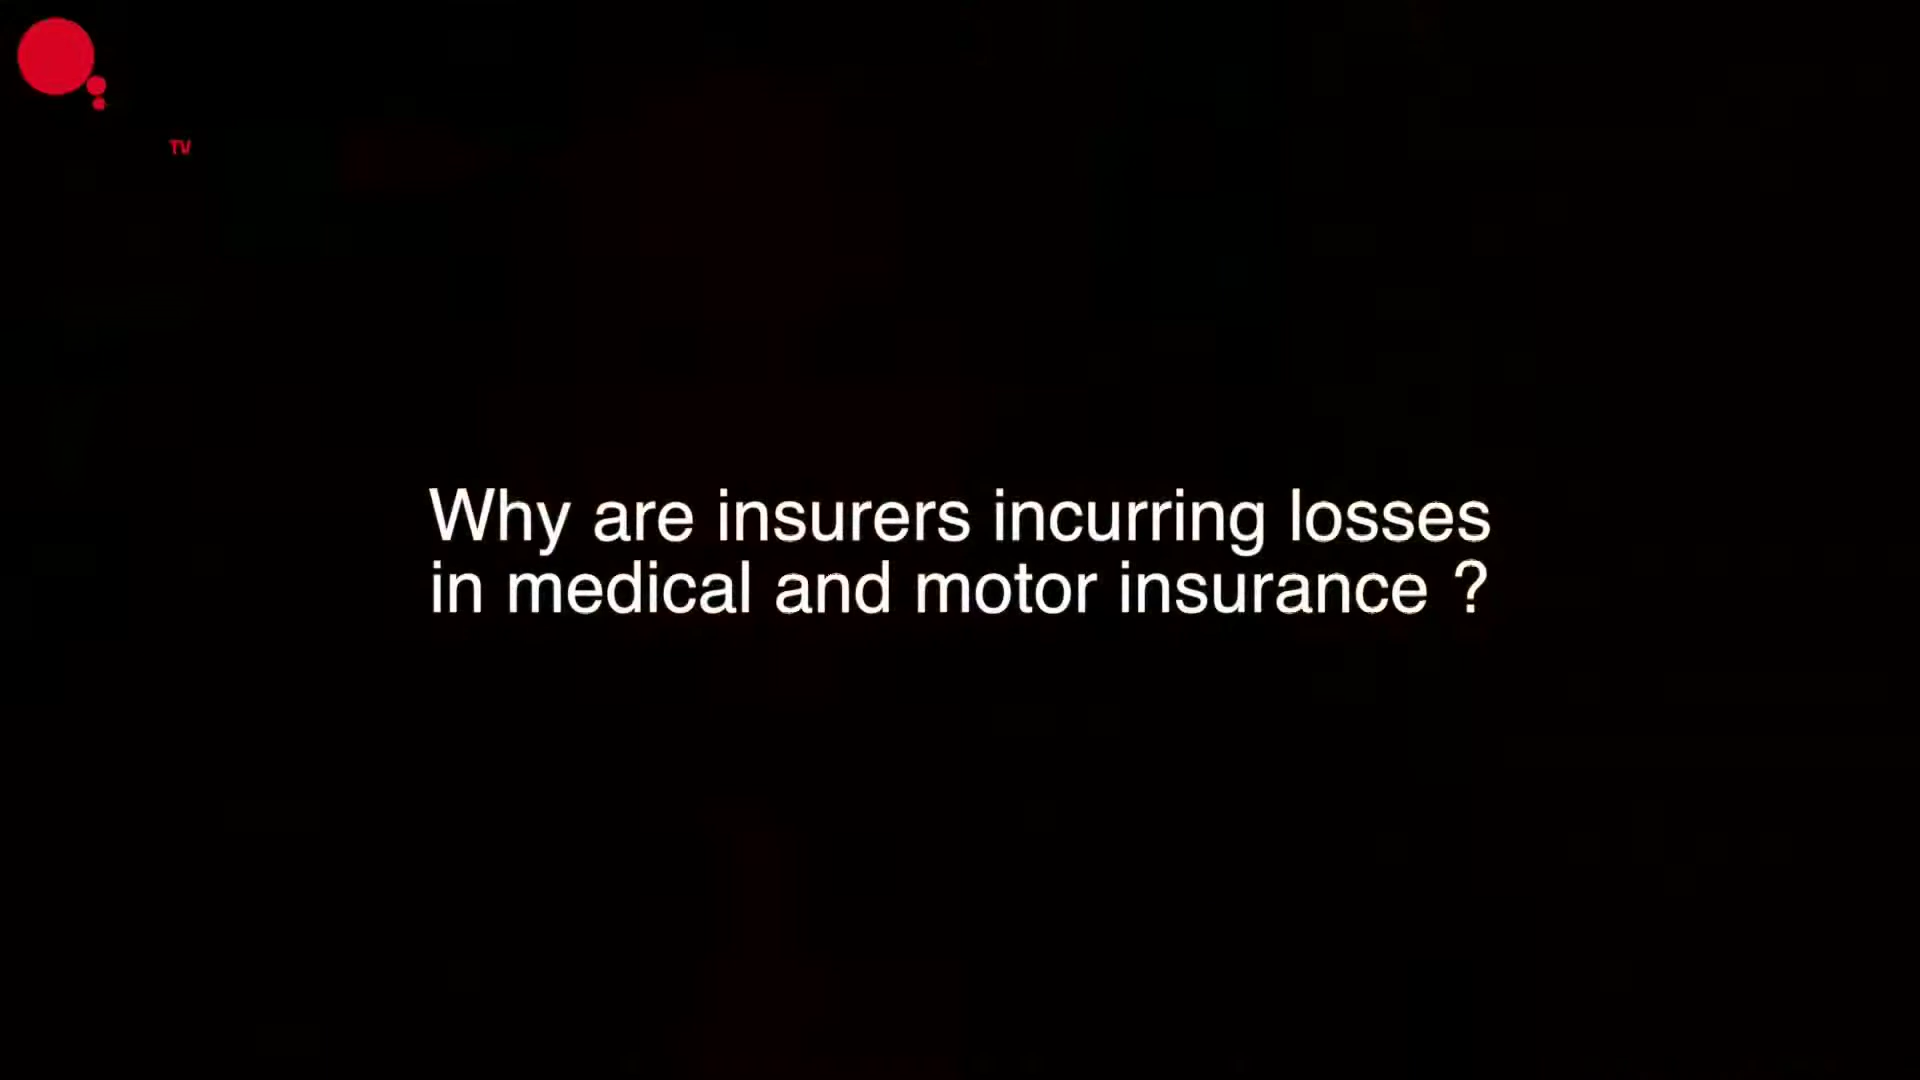 TV
Why are insurers incurring losses
in medical and motor insurance ?